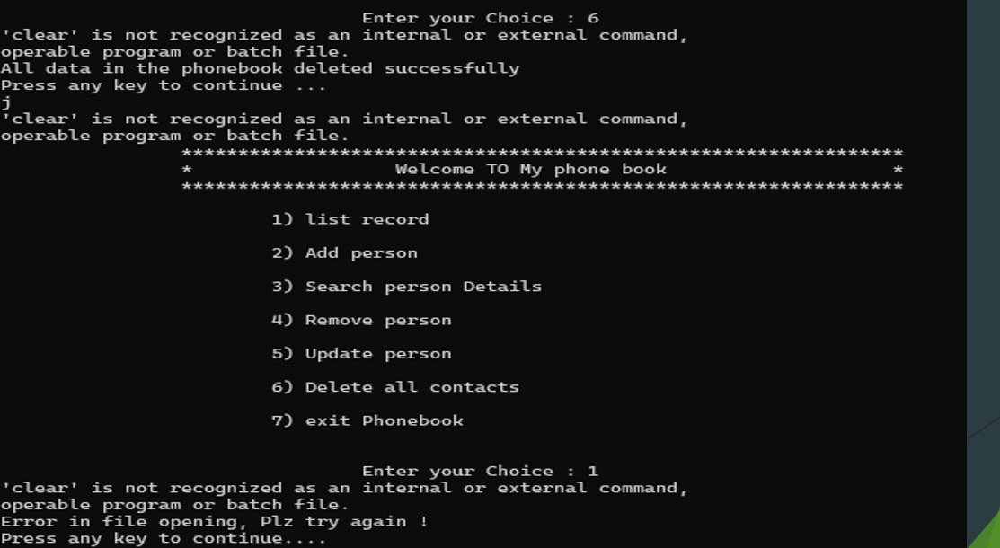 Enter your Choice : 6
'clear' is not recognized as an internal or external command,
operable program or batch file.
All data in the phonebook deleted successfully
Press any key to continue ...
j
'clear' is not recognized as an internal or external command,
operable program or batch file.
****************************************************************
* Welcome TO My phone book *
****************************************************************
1) list record
2) Add person
3) Search person Details
4) Remove person
5) Update person
6) Delete all contacts
7) exit Phonebook
Enter your Choice : 1
'clear' is not recognized as an internal or external command,
operable program or batch file.
Error in file opening, Plz try again !
Press any key to continue....